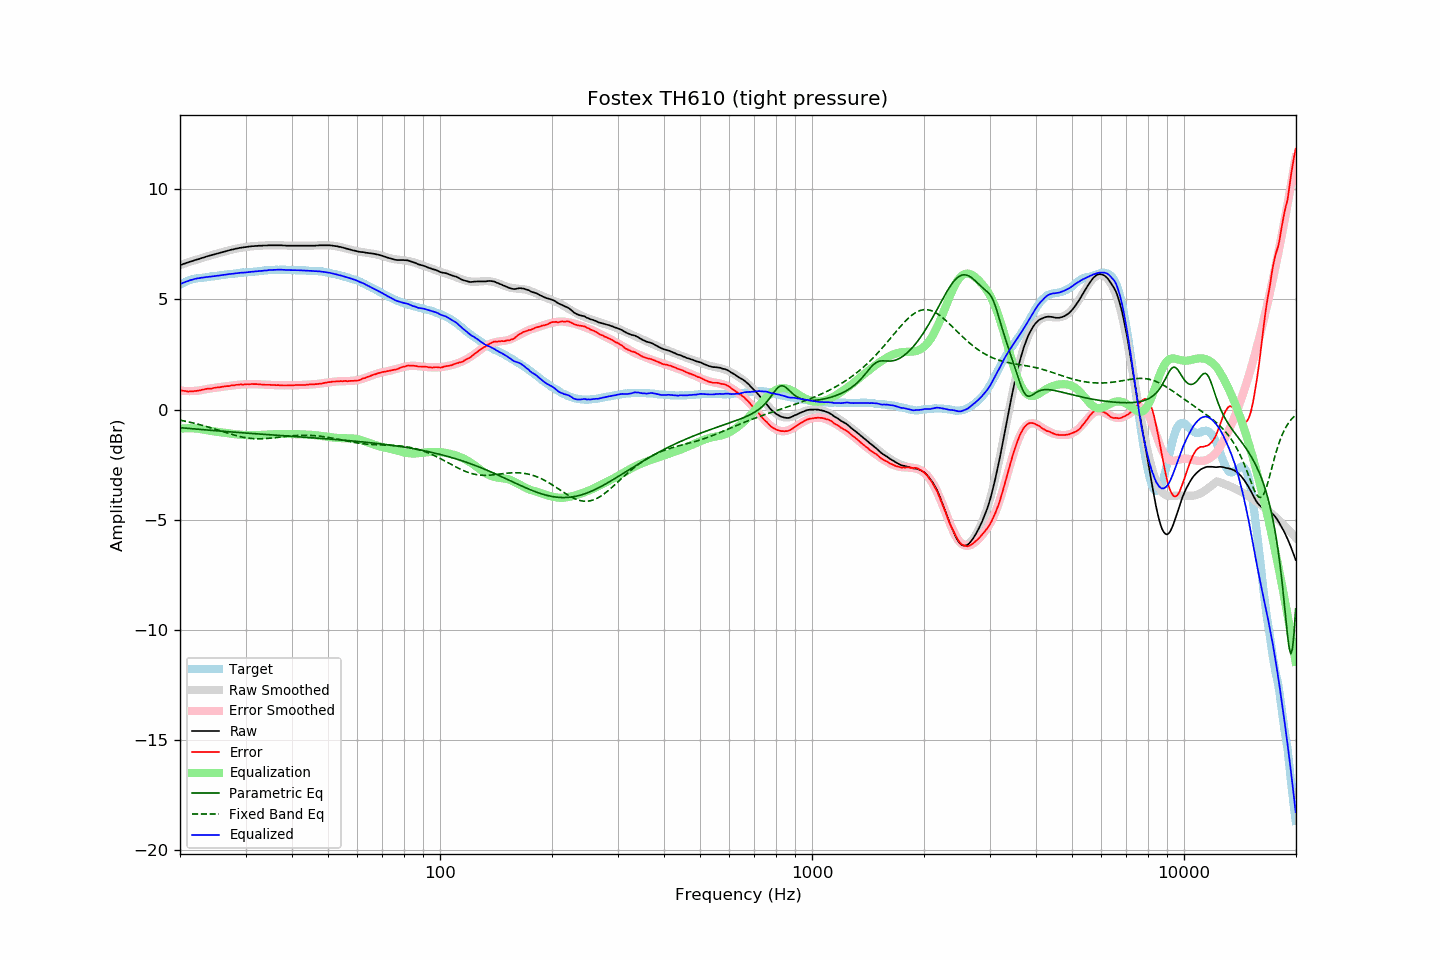 Fostex TH610 (tight pressure)
Amplitude (dBr)
10
5
0
−5
−10
−15
−20
Target
Raw Smoothed
Error Smoothed
Raw
Error
Equalization
Parametric Eq
Fixed Band Eq
Equalized
100 1000 10000
Frequency (Hz)